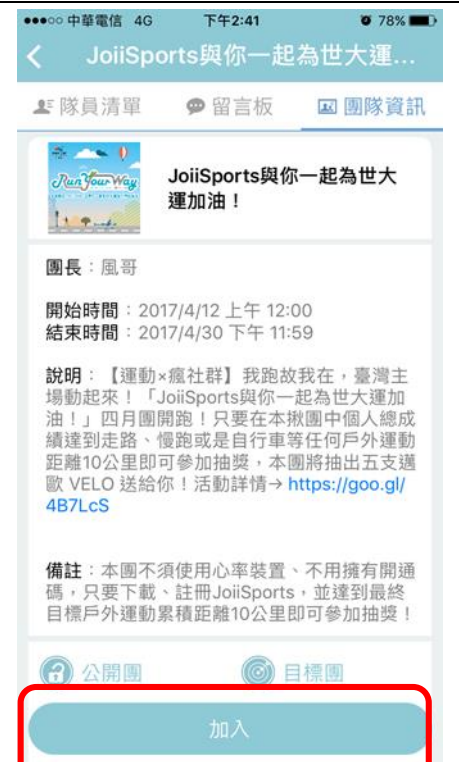 中華電信 4G 下午2:41 78%
JoiiSports與你一起為世大運...
隊員清單 留言板 團隊資訊
Run Your Way
JoiiSports與你一起為世大
運加油！
團長：風哥
開始時間：2017/4/12 上午 12:00
結束時間：2017/4/30 下午 11:59
說明：【運動×瘋社群】我跑故我在，臺灣主
場動起來！「JoiiSports與你一起為世大運加
油！」四月團開跑！只要在本揪團中個人總成
績達到走路、慢跑或是自行車等任何戶外運動
距離10公里即可參加抽獎，本團將抽出五支邁
歐 VELO 送給你！活動詳情→ https://goo.gl/
4B7LcS
備註：本團不須使用心率裝置、不用擁有開通
碼，只要下載、註冊JoiiSports，並達到最終
目標戶外運動累積距離10公里即可參加抽獎！
公開團 目標團
加入